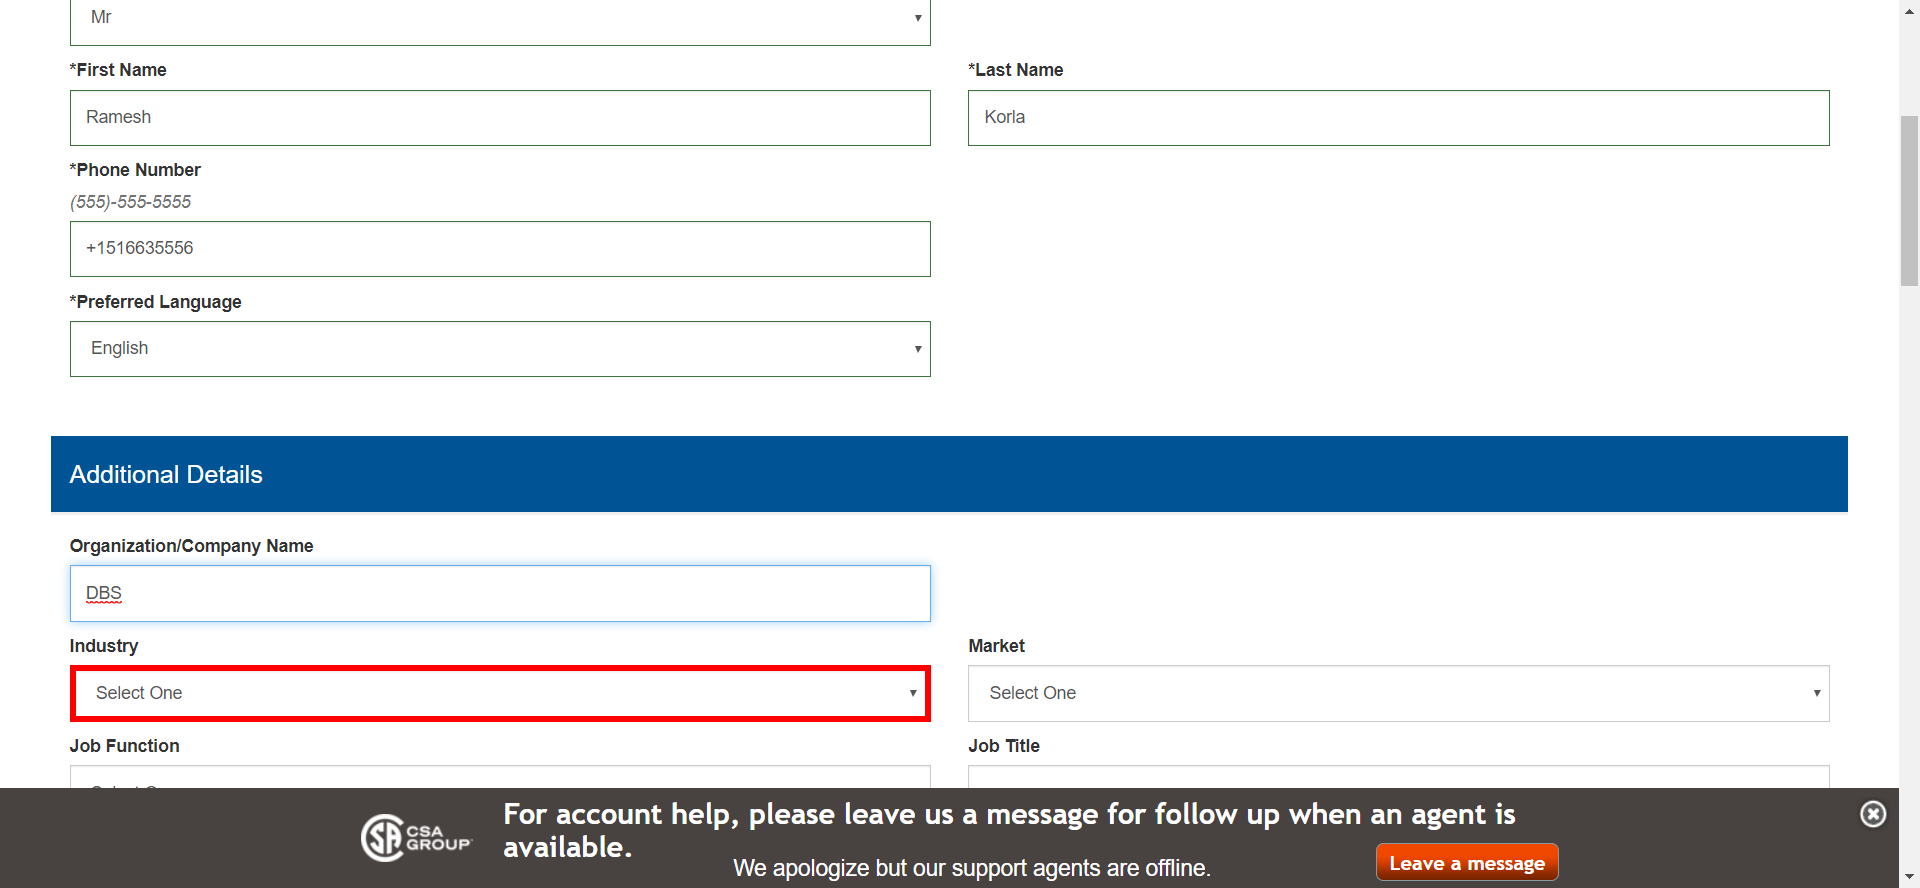 Mr
*First Name
*Last Name
Ramesh
Korla
*Phone Number
(555)-555-5555
+1516635556
*Preferred Language
English
Additional Details
Organization/Company Name
DBS
Industry
Market
Select One
Select One
Job Function
Job Title
For account help, please leave us a message for follow up when an agent is
available.
CSA
GROUP
We apologize but our support agents are offline.
Leave a message